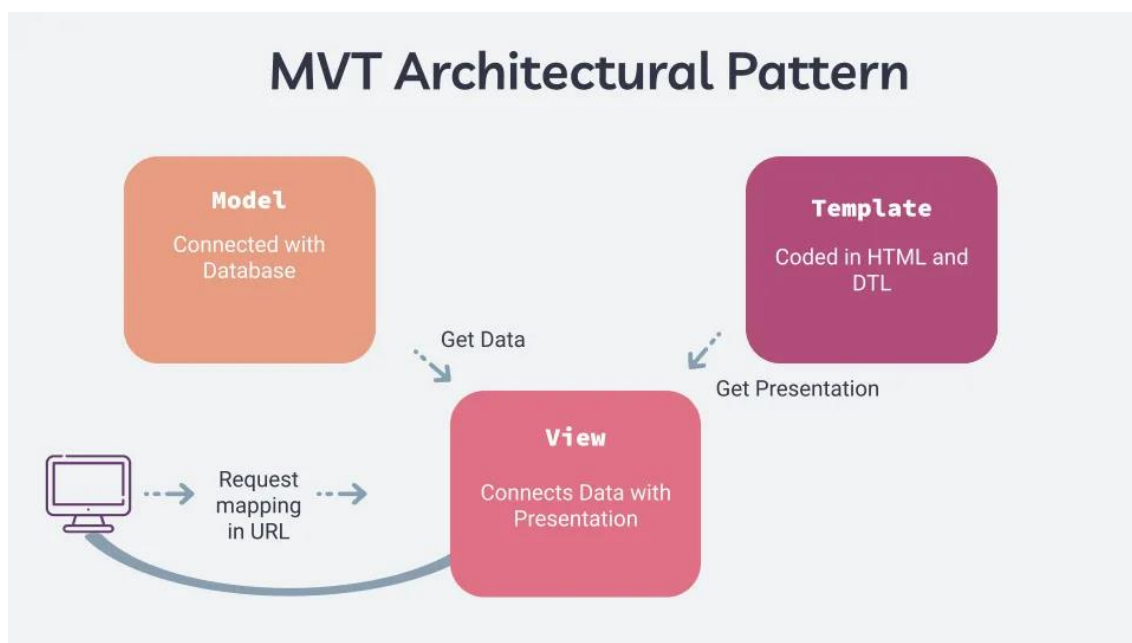 MVT Architectural Pattern
Model
Connected with
Database
Template
Coded in HTML and
DTL
Get Data
Get Presentation
View
Connects Data with
Presentation
Request
mapping
in URL